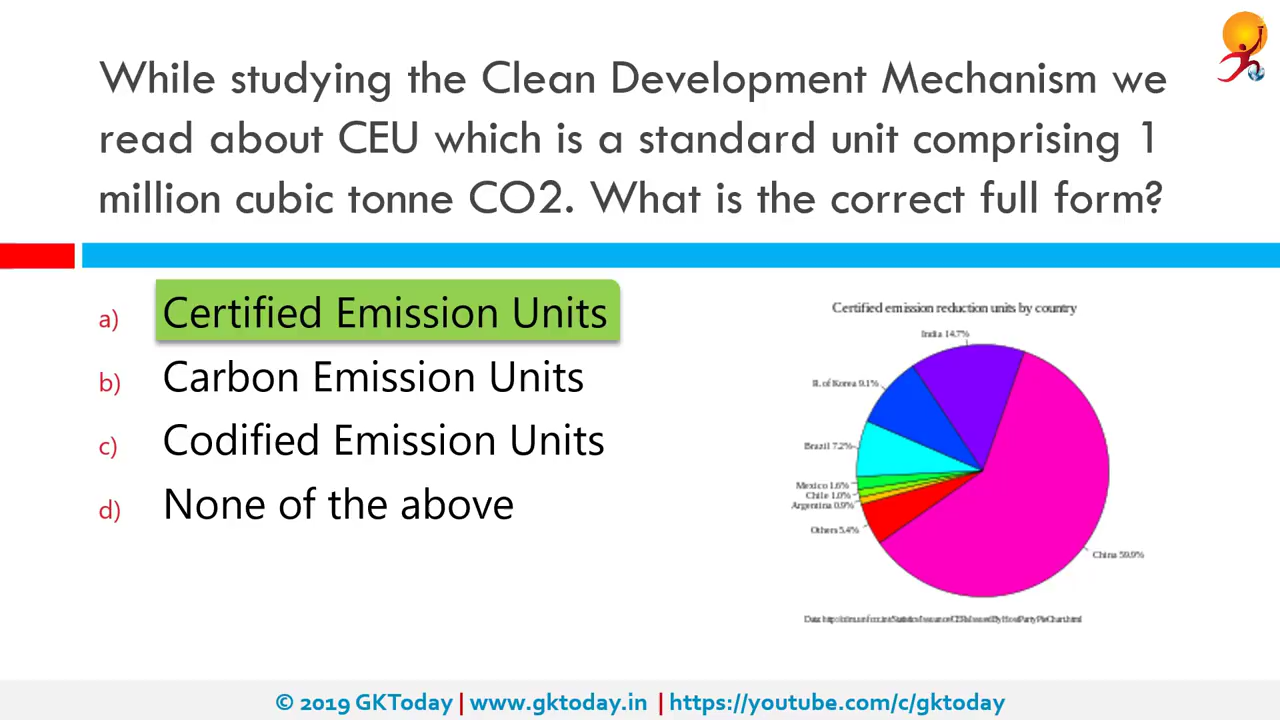 While studying the Clean Development Mechanism we
read about CEU which is a standard unit comprising 1
million cubic tonne CO2. What is the correct full form?
a) Certified Emission Units
b) Carbon Emission Units
c) Codified Emission Units
d) None of the above
Certified emission reduction units by country
India 14.7%
R. of Korea 9.1%
Brazil 7.2%
Mexico 1.6%
Chile 1.0%
Argentina 0.9%
Others 5.4%
China 59.9%
© 2019 GKToday | www.gktoday.in | https://youtube.com/c/gktoday